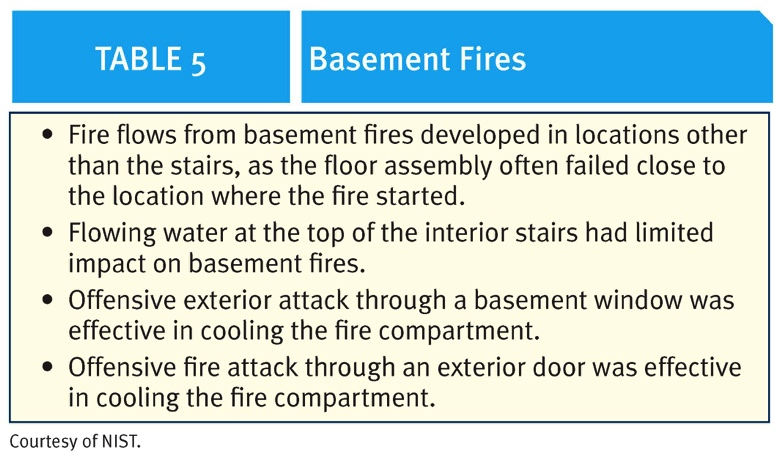 TABLE 5
Basement Fires
• Fire flows from basement fires developed in locations other
than the stairs, as the floor assembly often failed close to
the location where the fire started.
• Flowing water at the top of the interior stairs had limited
impact on basement fires.
• Offensive exterior attack through a basement window was
effective in cooling the fire compartment.
• Offensive fire attack through an exterior door was effective
in cooling the fire compartment.
Courtesy of NIST.